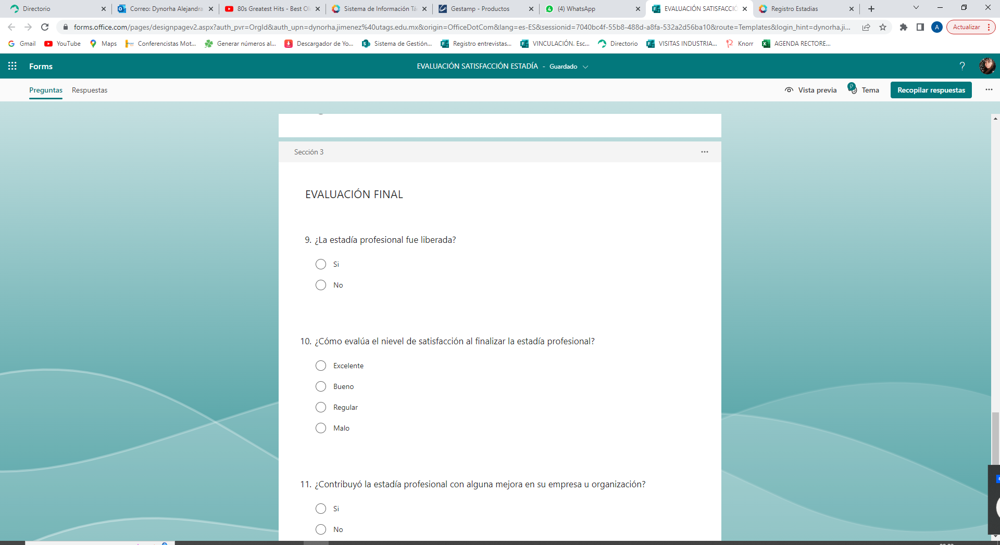 Directorio
Correo: Dynorha Alejandra
80s Greatest Hits - Best Ol
Sistema de Información Tá
Gestamp - Productos
(4) WhatsApp
EVALUACIÓN SATISFACCIÓ
Registro Estadias
forms.office.com/pages/designpagev2.aspx?auth_pvr=OrgId&auth_upn=dynorha.jimenez%40utags.edu.mx&origin=OfficeDotCom&lang=es-ES&sessionid=7040bc4f-55b8-488d-a8fa-532a2d56ba10&route=Templates&login_hint=dynorha.ji...
A
Actualizar
Gmail
YouTube
Maps
Conferencistas Mot...
Generar números al...
Descargador de Yo...
Sistema de Gestión...
Registro entrevistas...
VINCULACIÓN. Esc...
Directorio
VISITAS INDUSTRIA...
Knorr
AGENDA RECTORE...
Forms
EVALUACIÓN SATISFACCIÓN ESTADÍA - Guardado
?
Preguntas
Respuestas
Vista previa
Tema
Recopilar respuestas
Sección 3
EVALUACIÓN FINAL
9. ¿La estadía profesional fue liberada?
Si
No
10. ¿Cómo evalúa el nievel de satisfacción al finalizar la estadía profesional?
Excelente
Bueno
Regular
Malo
11. ¿Contribuyó la estadía profesional con alguna mejora en su empresa u organización?
Si
No